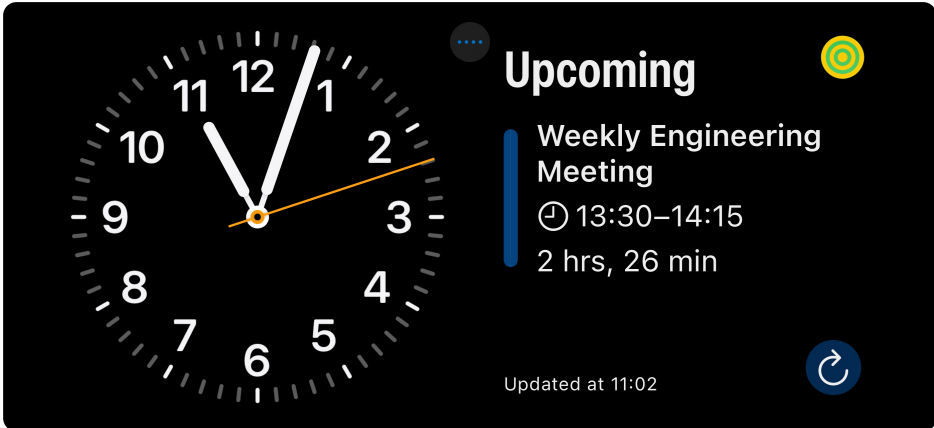 12
11
1
10
2
9
3
8
4
7
5
6
Upcoming
Weekly Engineering
Meeting
13:30–14:15
2 hrs, 26 min
Updated at 11:02